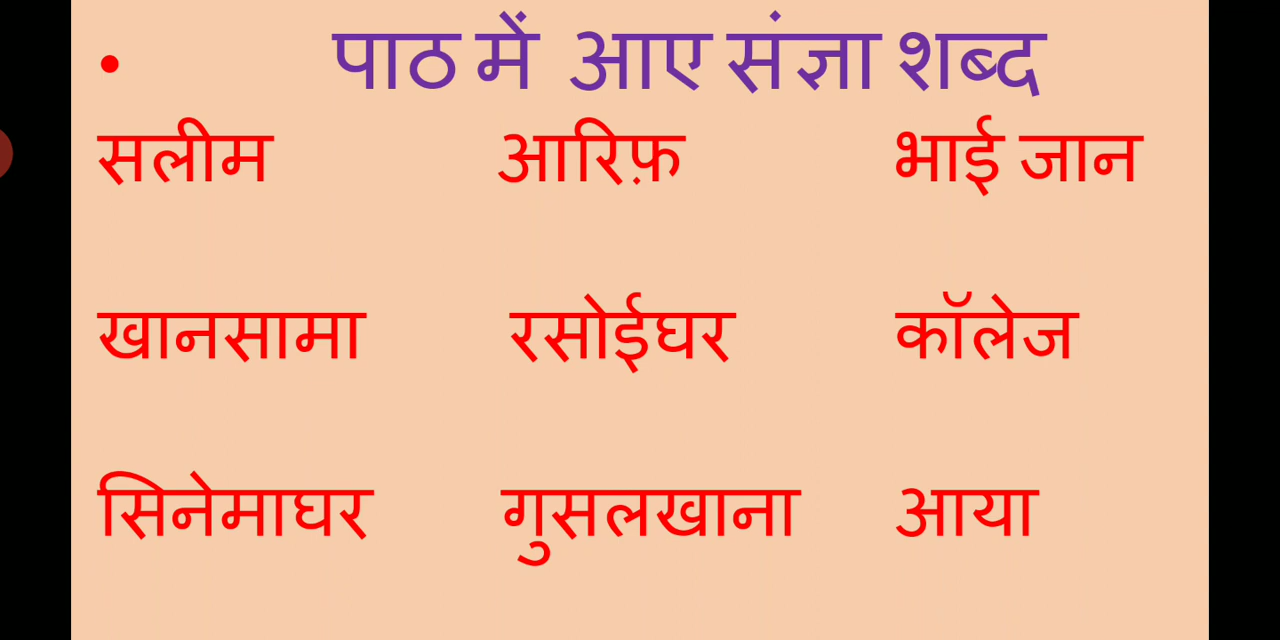 • पाठ में आए संज्ञा शब्द
सलीम आरिफ़ भाई जान
खानसामा रसोईघर कॉलेज
सिनेमाघर गुसलखाना आया